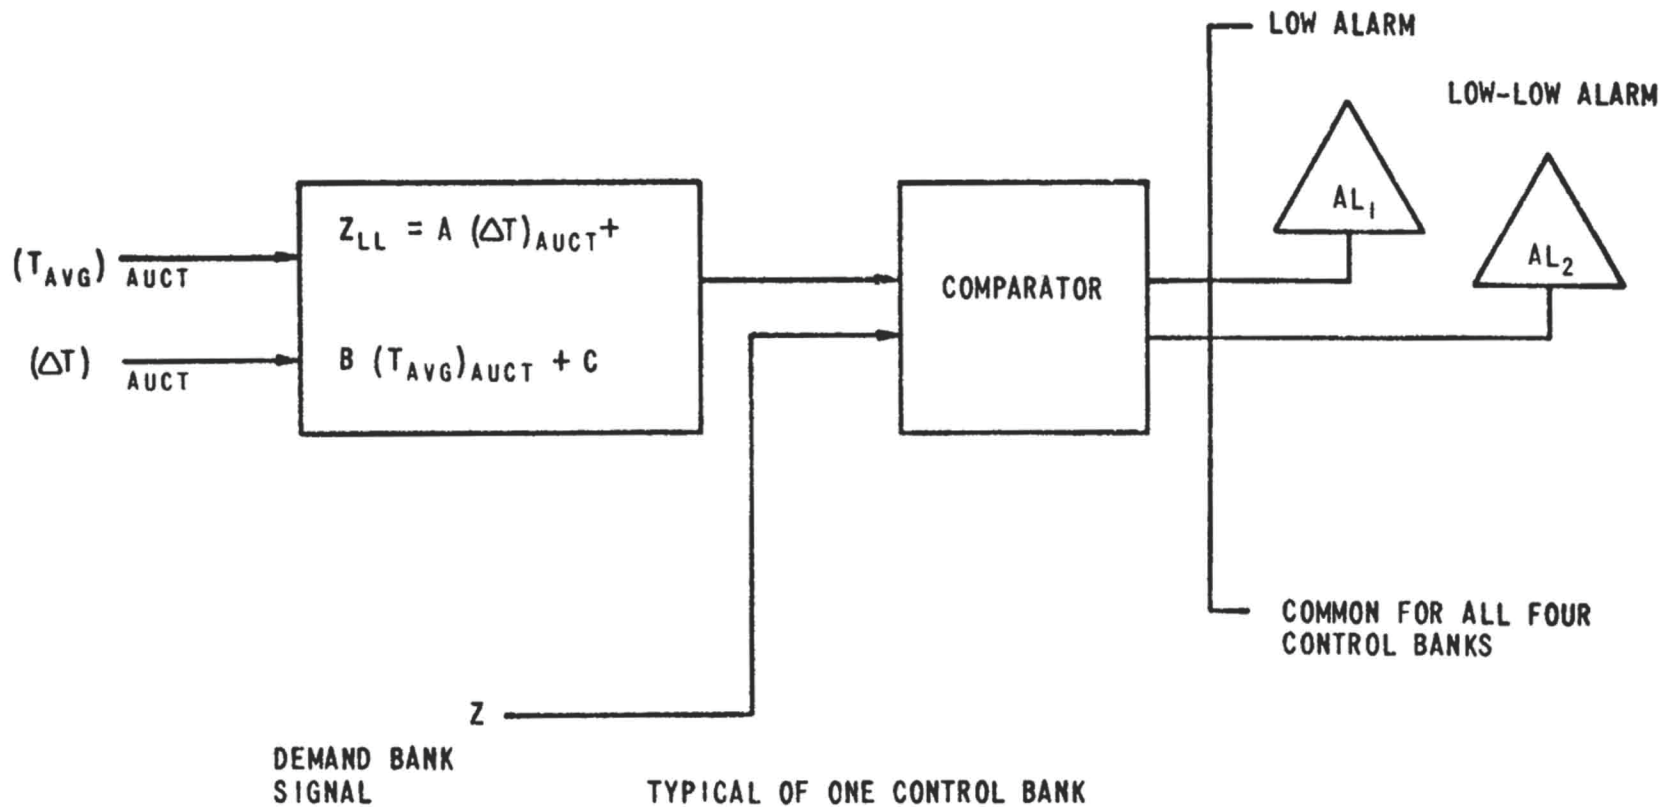 LOW ALARM
LOW-LOW ALARM
AL1
AL2
(TAVG) AUCT
ZLL = A (ΔT)AUCT+
B (TAVG)AUCT + C
(ΔT) AUCT
COMPARATOR
COMMON FOR ALL FOUR
CONTROL BANKS
Z
DEMAND BANK
SIGNAL
TYPICAL OF ONE CONTROL BANK